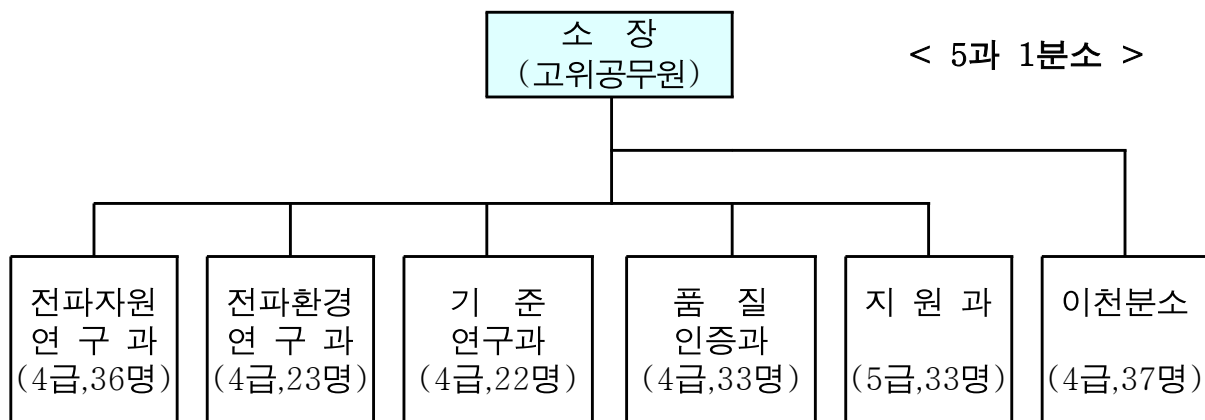 소 장
(고위공무원)
< 5과 1분소 >
전파자원
연 구 과
(4급,36명)
전파환경
연 구 과
(4급,23명)
기 준
연구과
(4급,22명)
품 질
인증과
(4급,33명)
지 원 과
(5급,33명)
이천분소
(4급,37명)